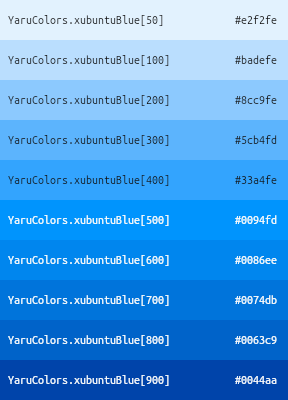 YaruColors.xubuntuBlue[50] #e2f2fe
YaruColors.xubuntuBlue[100] #badefe
YaruColors.xubuntuBlue[200] #8cc9fe
YaruColors.xubuntuBlue[300] #5cb4fd
YaruColors.xubuntuBlue[400] #33a4fe
YaruColors.xubuntuBlue[500] #0094fd
YaruColors.xubuntuBlue[600] #0086ee
YaruColors.xubuntuBlue[700] #0074db
YaruColors.xubuntuBlue[800] #0063c9
YaruColors.xubuntuBlue[900] #0044aa